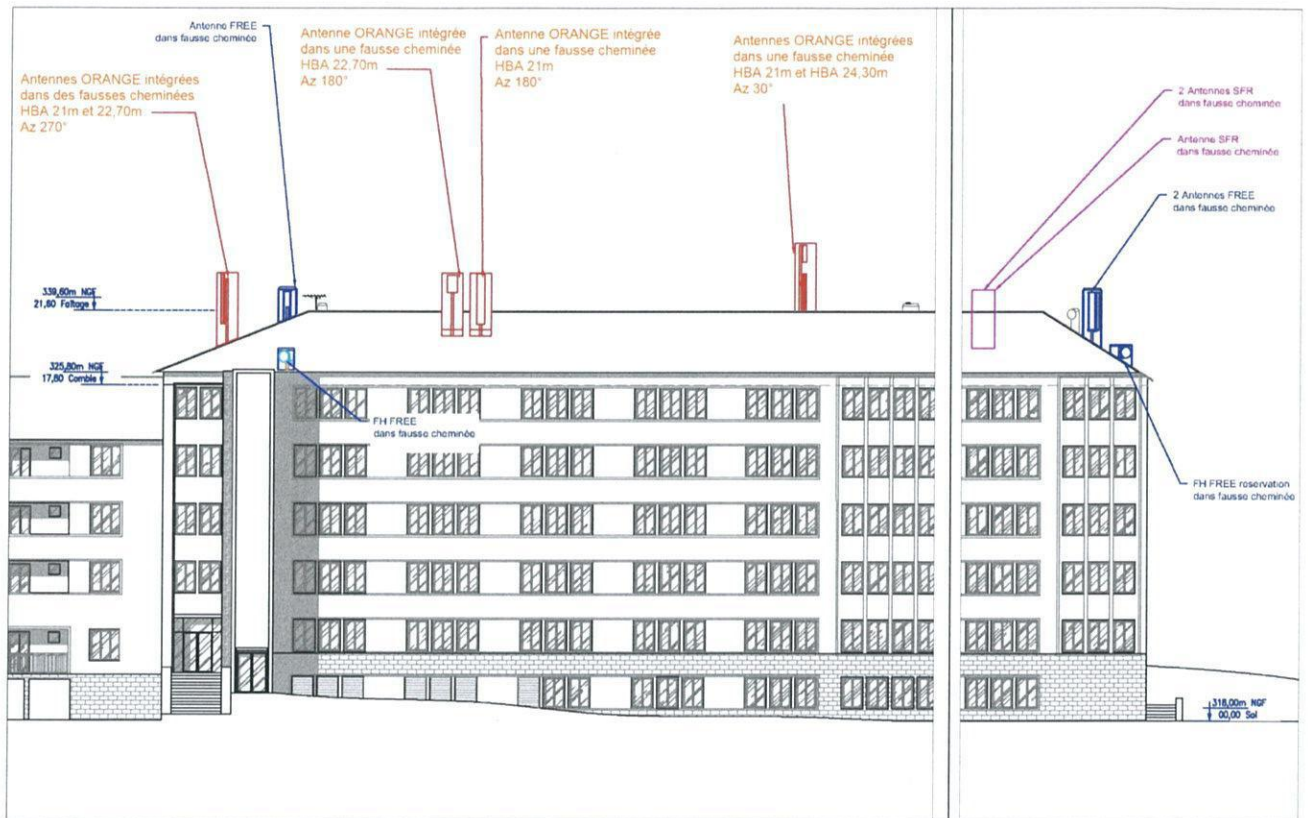 Antenne FREE
dans fausse cheminée
Antenne ORANGE intégrée
dans une fausse cheminée
HBA 22,70m
Az 180°
Antenne ORANGE intégrée
dans une fausse cheminée
HBA 21m
Az 180°
Antennes ORANGE intégrées
dans une fausse cheminée
HBA 21m et HBA 24,30m
Az 30°
Antennes ORANGE intégrées
dans des fausses cheminées
HBA 21m et 22,70m
Az 270°
2 Antennes SFR
dans fausse cheminée
Antenne SFR
dans fausse cheminée
2 Antennes FREE
dans fausse cheminée
339,60m NGF
21,80 Faîtage
325,80m NGF
17,80 Comble
FH FREE
dans fausse cheminée
FH FREE reservation
dans fausse cheminée
318,00m NGF
00,00 Sol